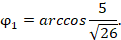 φ₁ = arccos 5/√26.